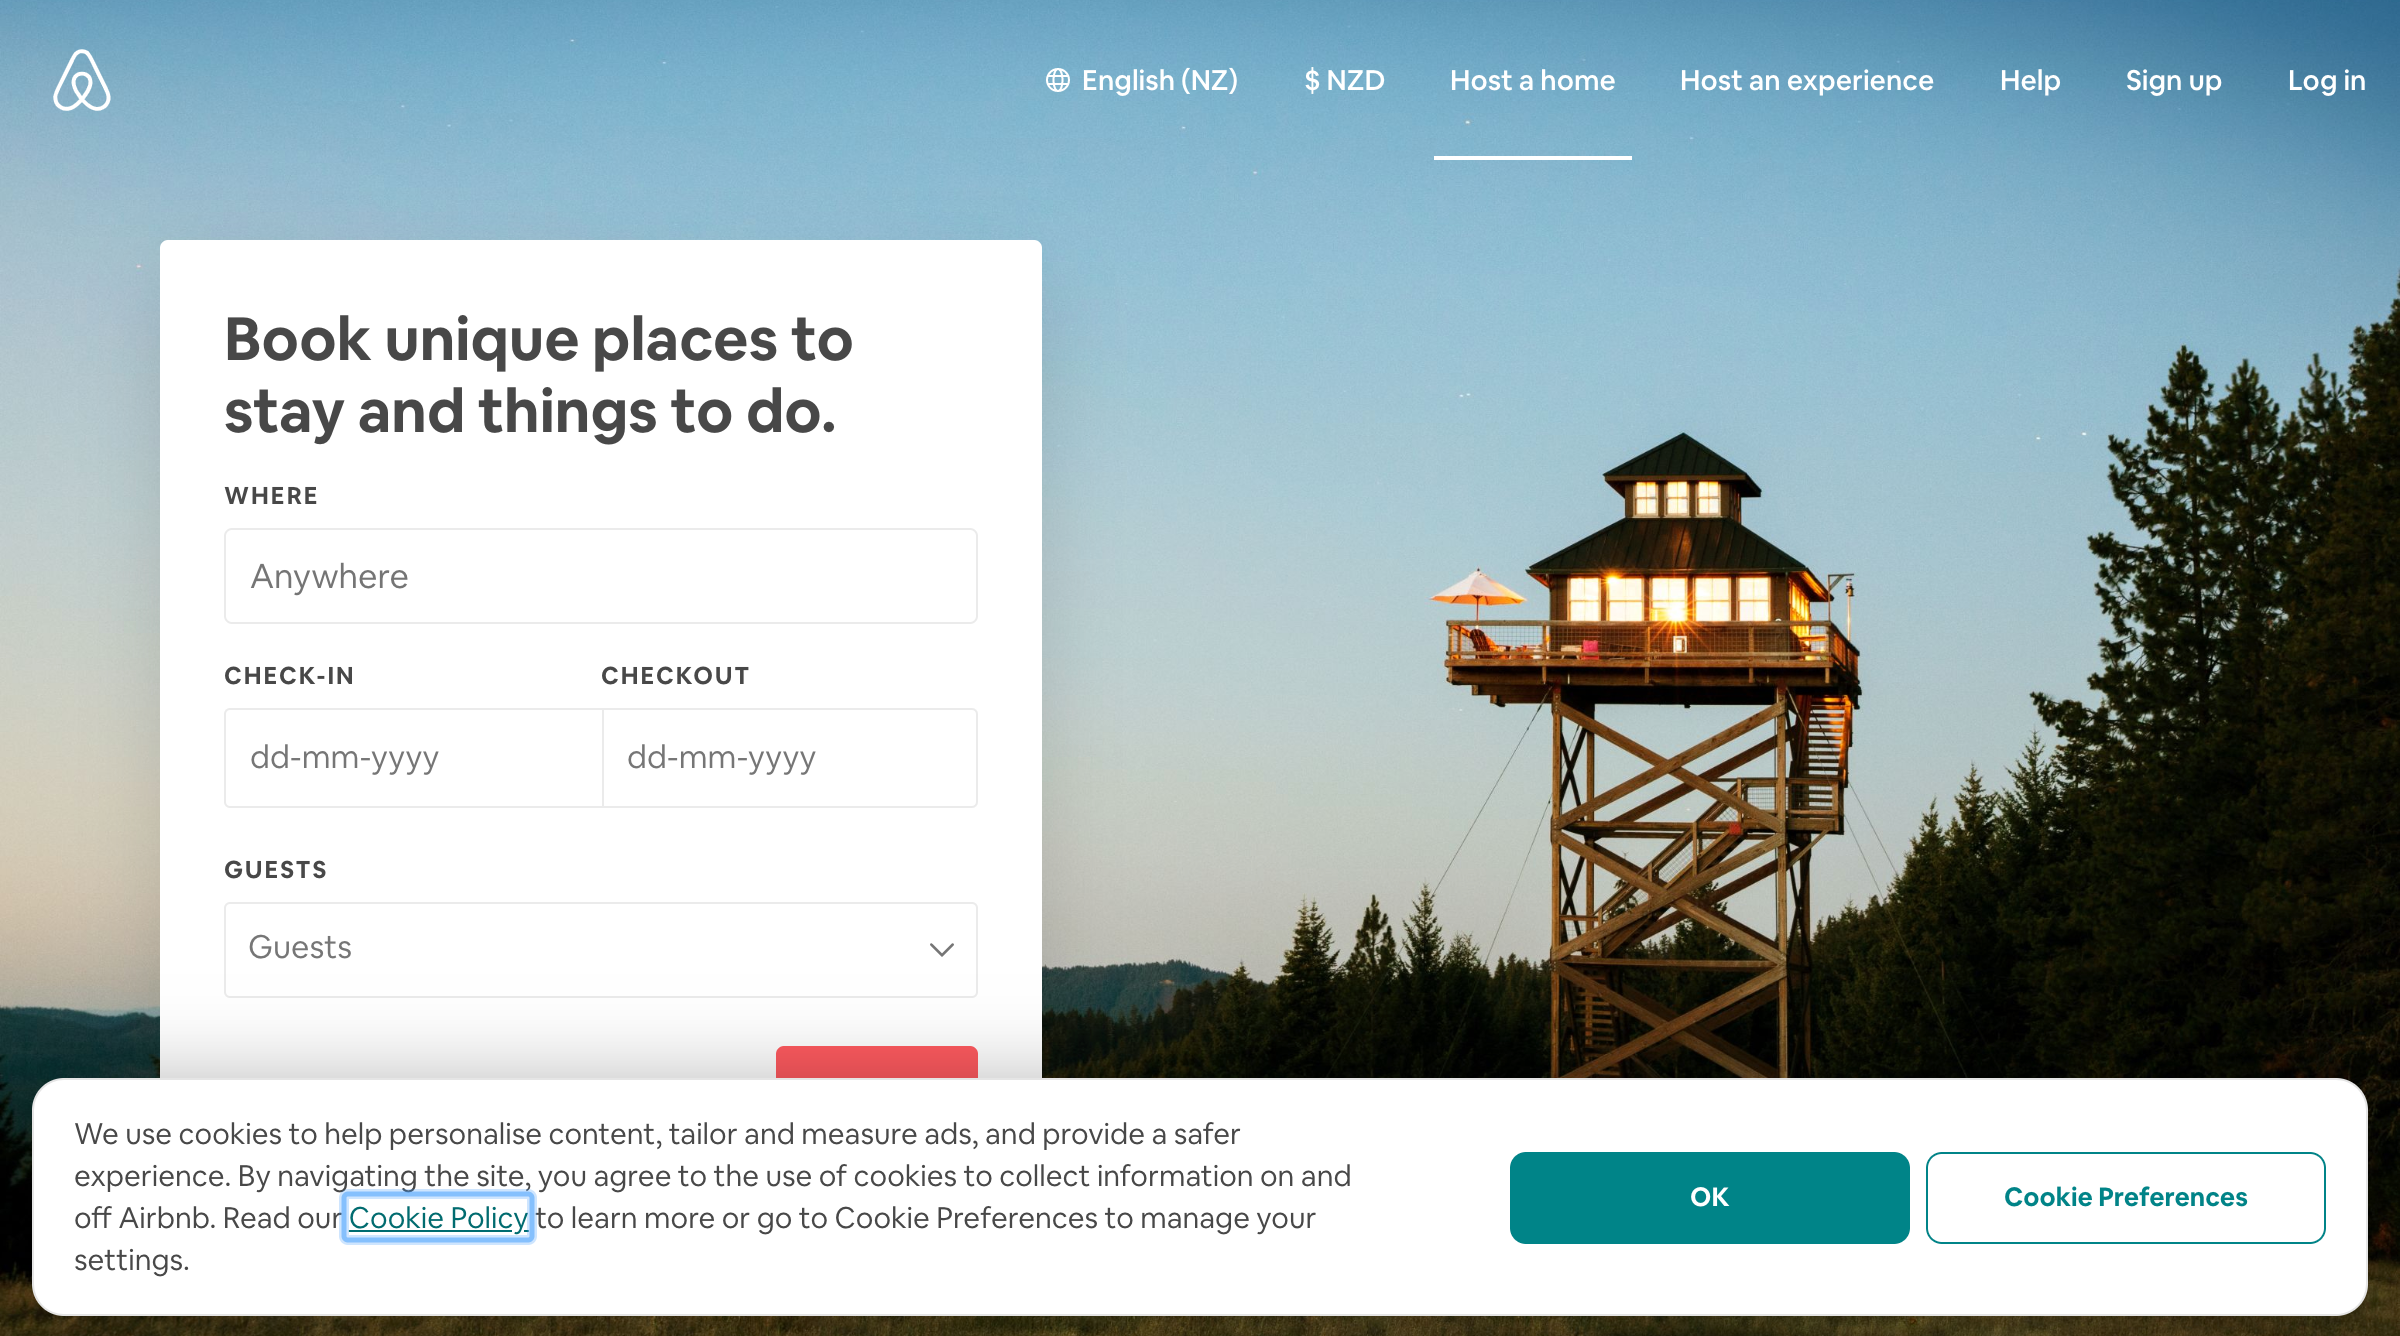 English (NZ) $ NZD Host a home Host an experience Help Sign up Log in
Book unique places to
stay and things to do.
WHERE
Anywhere
CHECK-IN CHECKOUT
dd-mm-yyyy dd-mm-yyyy
GUESTS
Guests
We use cookies to help personalise content, tailor and measure ads, and provide a safer
experience. By navigating the site, you agree to the use of cookies to collect information on and
off Airbnb. Read our Cookie Policy to learn more or go to Cookie Preferences to manage your
settings.
OK Cookie Preferences